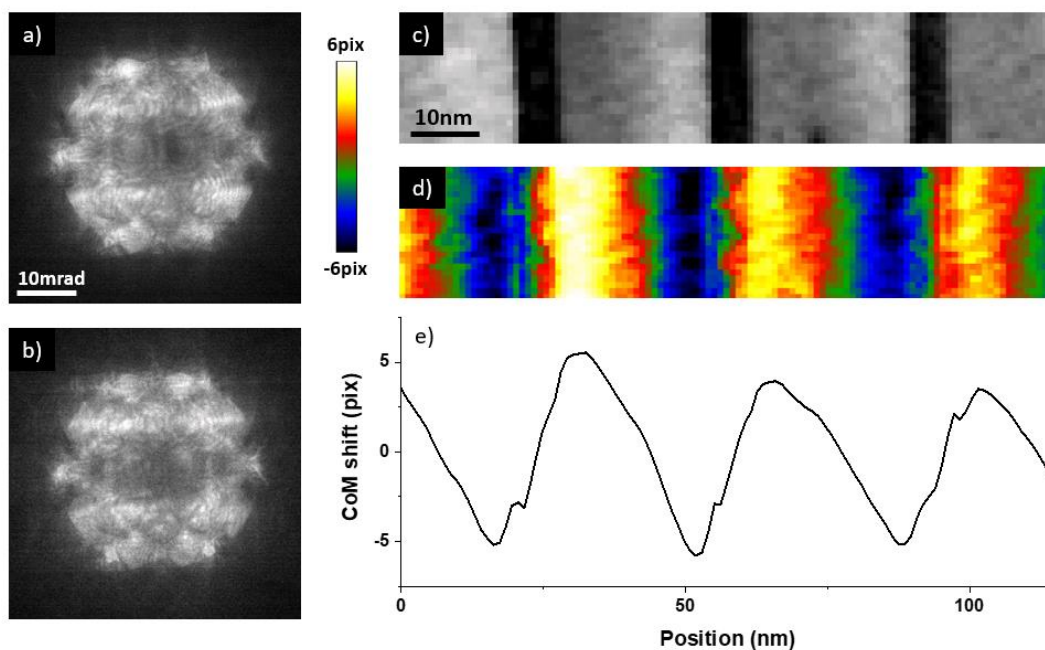 a)
10mrad
b)
6pix
-6pix
c)
10nm
d)
e)
CoM shift (pix)
5
0
-5
0
50
100
Position (nm)